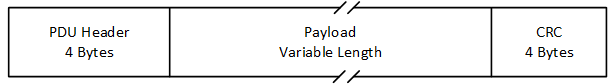 PDU Header
4 Bytes
Payload
Variable Length
CRC
4 Bytes